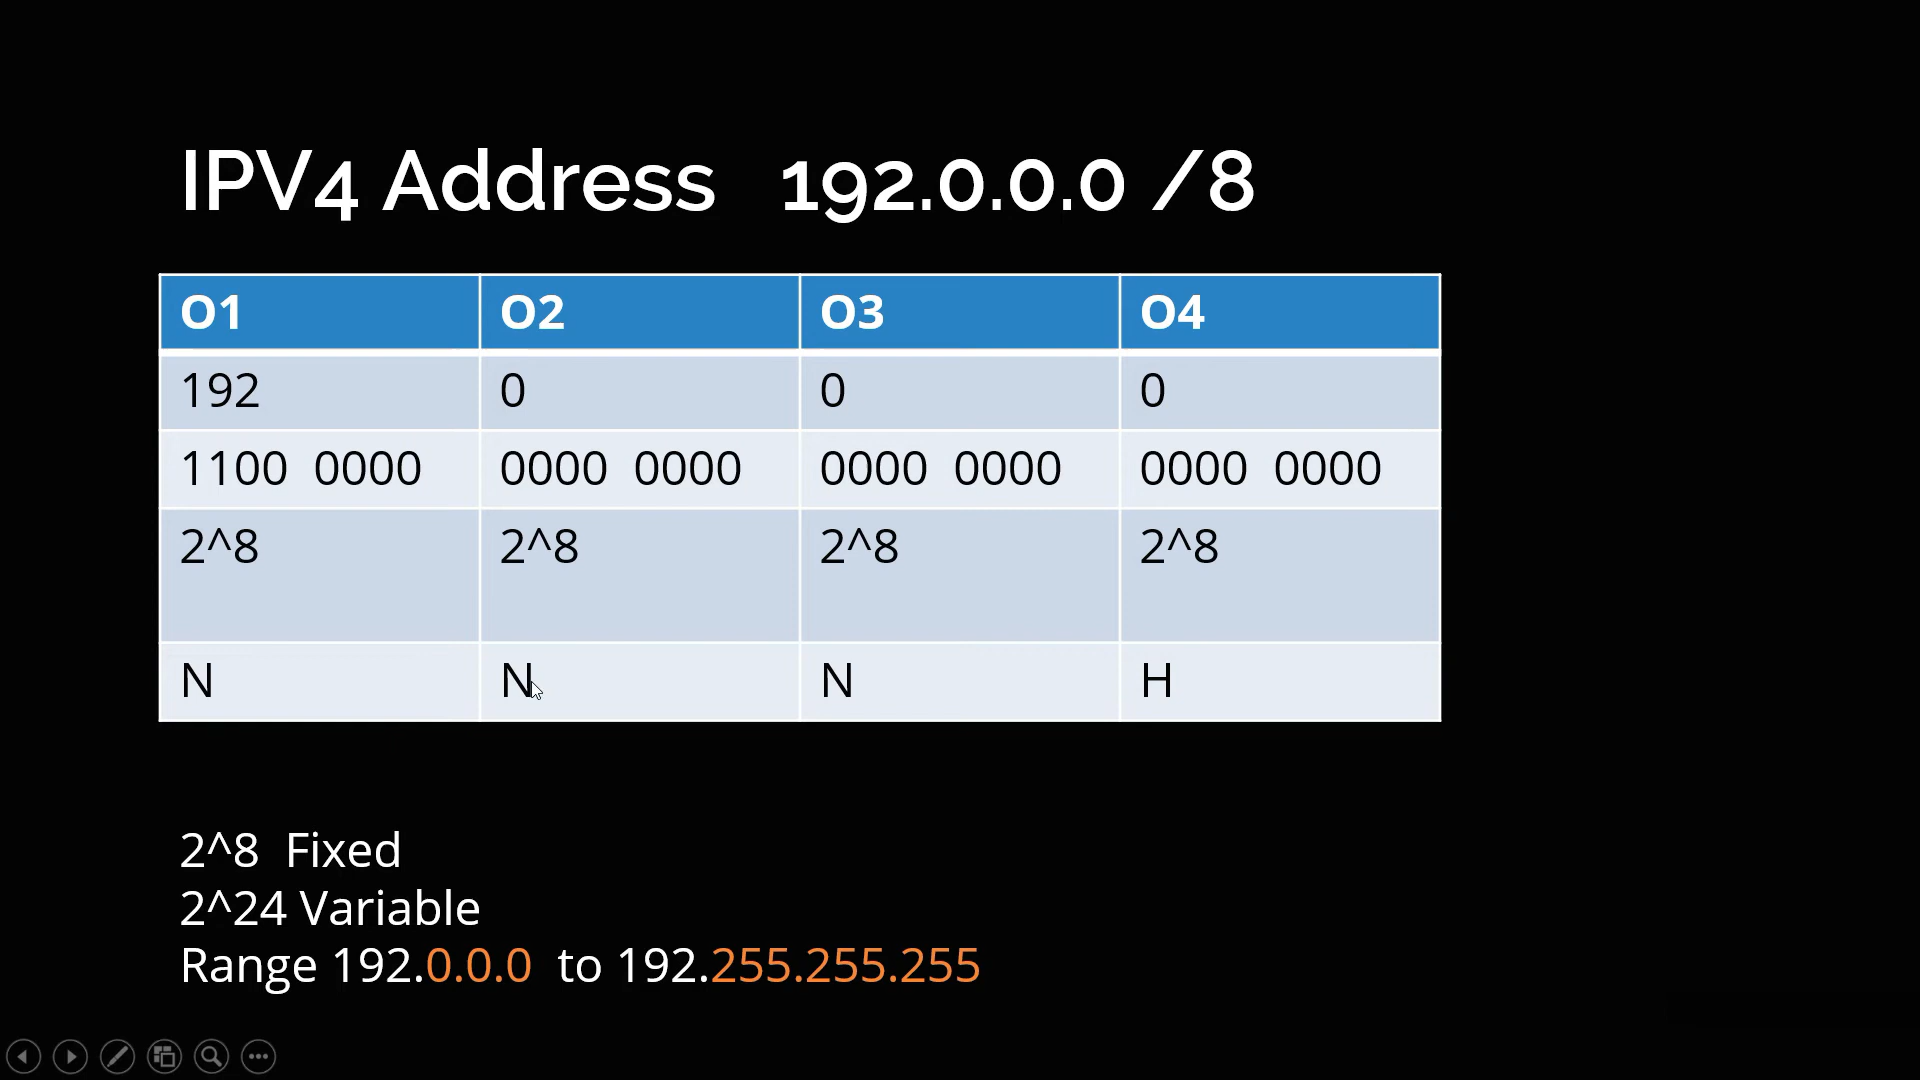 IPV4 Address 192.0.0.0 /8
O1 O2 O3 O4
192 0 0 0
1100 0000 0000 0000 0000 0000 0000 0000
2^8 2^8 2^8 2^8
N N N H
2^8 Fixed
2^24 Variable
Range 192.0.0.0 to 192.255.255.255